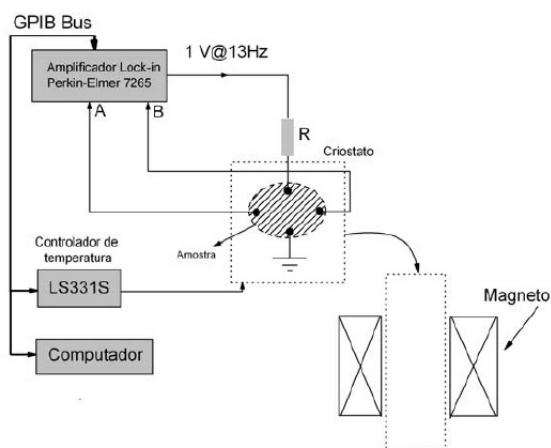 GPIB Bus
Amplificador Lock-in
Perkin-Elmer 7265
1 V@13Hz
A
B
R
Criostato
Amostra
Controlador de
temperatura
LS331S
Computador
Magneto